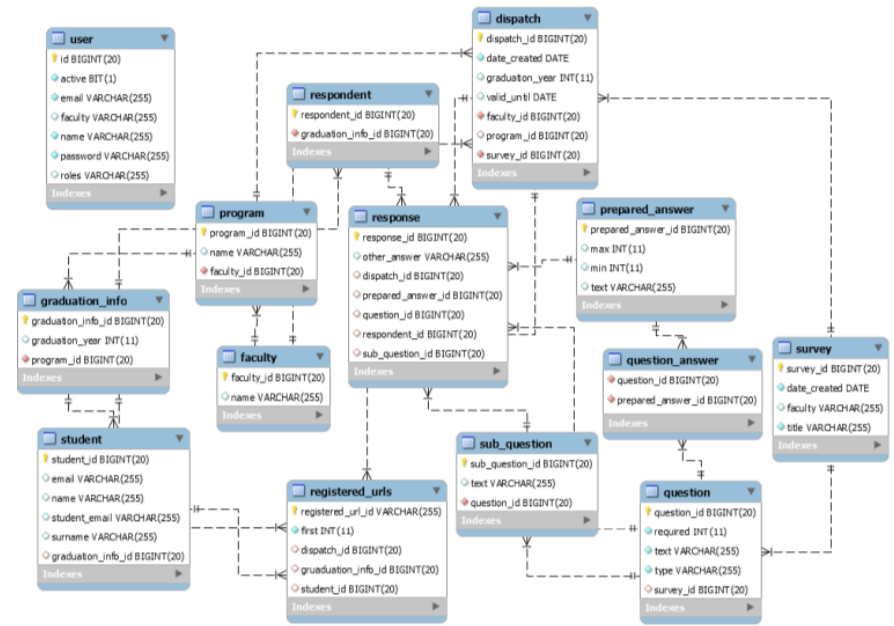 user
id BIGINT(20)
active BIT(1)
email VARCHAR(255)
faculty VARCHAR(255)
name VARCHAR(255)
password VARCHAR(255)
roles VARCHAR(255)
Indexes
respondent
respondent_id BIGINT(20)
graduation_info_id BIGINT(20)
Indexes
dispatch
dispatch_id BIGINT(20)
date_created DATE
graduation_year INT(11)
valid_until DATE
faculty_id BIGINT(20)
program_id BIGINT(20)
survey_id BIGINT(20)
Indexes
program
program_id BIGINT(20)
name VARCHAR(255)
faculty_id BIGINT(20)
Indexes
response
response_id BIGINT(20)
other_answer VARCHAR(255)
dispatch_id BIGINT(20)
prepared_answer_id BIGINT(20)
question_id BIGINT(20)
respondent_id BIGINT(20)
sub_question_id BIGINT(20)
Indexes
prepared_answer
prepared_answer_id BIGINT(20)
max INT(11)
min INT(11)
text VARCHAR(255)
Indexes
graduation_info
graduation_info_id BIGINT(20)
graduation_year INT(11)
program_id BIGINT(20)
Indexes
faculty
faculty_id BIGINT(20)
name VARCHAR(255)
Indexes
question_answer
question_id BIGINT(20)
prepared_answer_id BIGINT(20)
Indexes
survey
survey_id BIGINT(20)
date_created DATE
faculty VARCHAR(255)
title VARCHAR(255)
Indexes
student
student_id BIGINT(20)
email VARCHAR(255)
name VARCHAR(255)
student_email VARCHAR(255)
surname VARCHAR(255)
graduation_info_id BIGINT(20)
Indexes
registered_urls
registered_url_id VARCHAR(255)
first INT(11)
dispatch_id BIGINT(20)
gruaduation_info_id BIGINT(20)
student_id BIGINT(20)
Indexes
sub_question
sub_question_id BIGINT(20)
text VARCHAR(255)
question_id BIGINT(20)
Indexes
question
question_id BIGINT(20)
required INT(11)
text VARCHAR(255)
type VARCHAR(255)
survey_id BIGINT(20)
Indexes